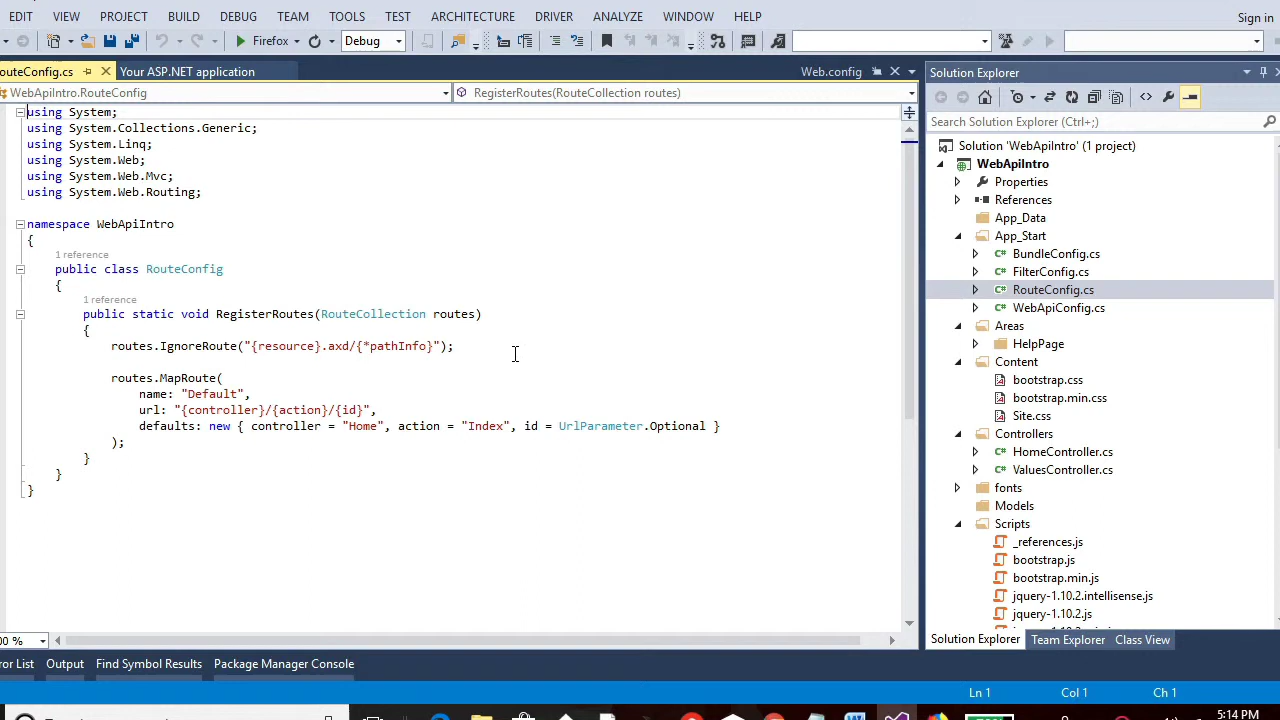 EDIT VIEW PROJECT BUILD DEBUG TEAM TOOLS TEST ARCHITECTURE DRIVER ANALYZE WINDOW HELP
Sign in
Firefox Debug
outeConfig.cs Your ASP.NET application Web.config
WebApiIntro.RouteConfig RegisterRoutes(RouteCollection routes)
using System;
using System.Collections.Generic;
using System.Linq;
using System.Web;
using System.Web.Mvc;
using System.Web.Routing;
namespace WebApiIntro
{
1 reference
public class RouteConfig
{
1 reference
public static void RegisterRoutes(RouteCollection routes)
{
routes.IgnoreRoute("{resource}.axd/{*pathInfo}");
routes.MapRoute(
name: "Default",
url: "{controller}/{action}/{id}",
defaults: new { controller = "Home", action = "Index", id = UrlParameter.Optional }
);
}
}
}
00 %
Solution Explorer
Search Solution Explorer (Ctrl+;)
Solution 'WebApiIntro' (1 project)
WebApiIntro
Properties
References
App_Data
App_Start
BundleConfig.cs
FilterConfig.cs
RouteConfig.cs
WebApiConfig.cs
Areas
HelpPage
Content
bootstrap.css
bootstrap.min.css
Site.css
Controllers
HomeController.cs
ValuesController.cs
fonts
Models
Scripts
_references.js
bootstrap.js
bootstrap.min.js
jquery-1.10.2.intellisense.js
jquery-1.10.2.js
Solution Explorer Team Explorer Class View
ror List Output Find Symbol Results Package Manager Console
Ln 1 Col 1 Ch 1
5:14 PM